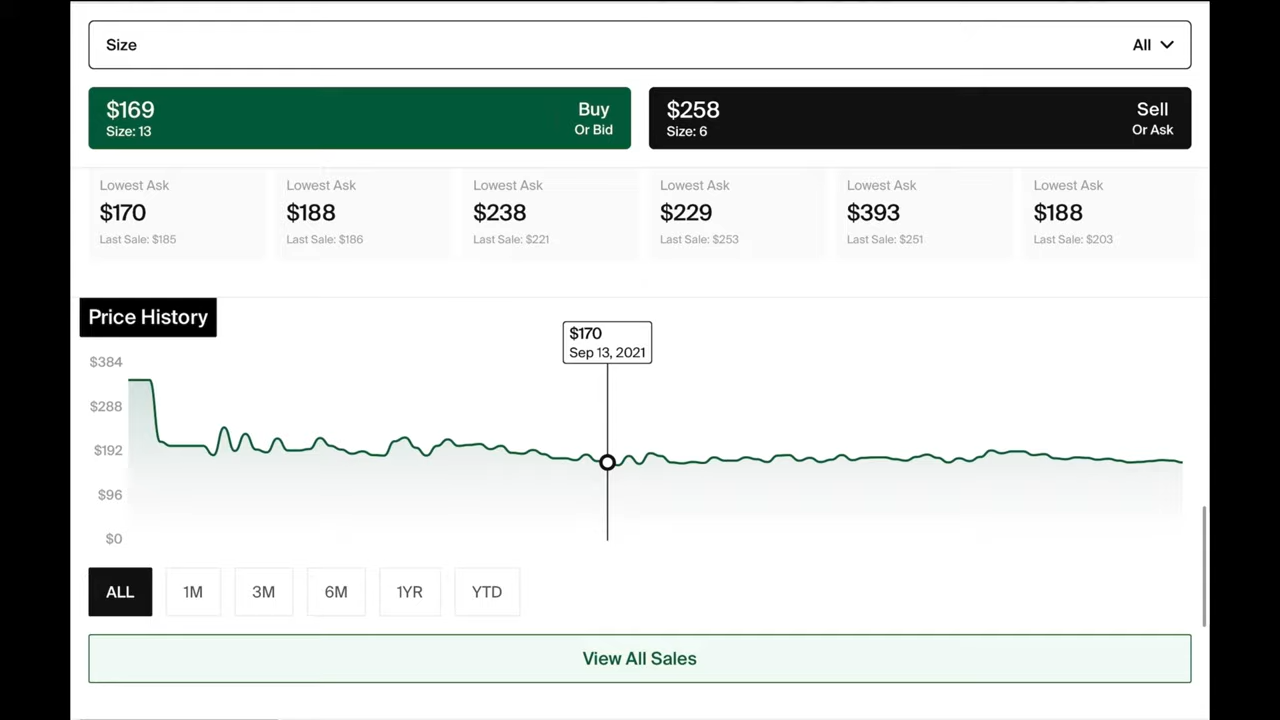 Size All
$169 Buy
Size: 13 Or Bid
$258 Sell
Size: 6 Or Ask
Lowest Ask Lowest Ask Lowest Ask Lowest Ask Lowest Ask Lowest Ask
$170 $188 $238 $229 $393 $188
Last Sale: $185 Last Sale: $186 Last Sale: $221 Last Sale: $253 Last Sale: $251 Last Sale: $203
Price History
$170
Sep 13, 2021
$384
$288
$192
$96
$0
ALL 1M 3M 6M 1YR YTD
View All Sales